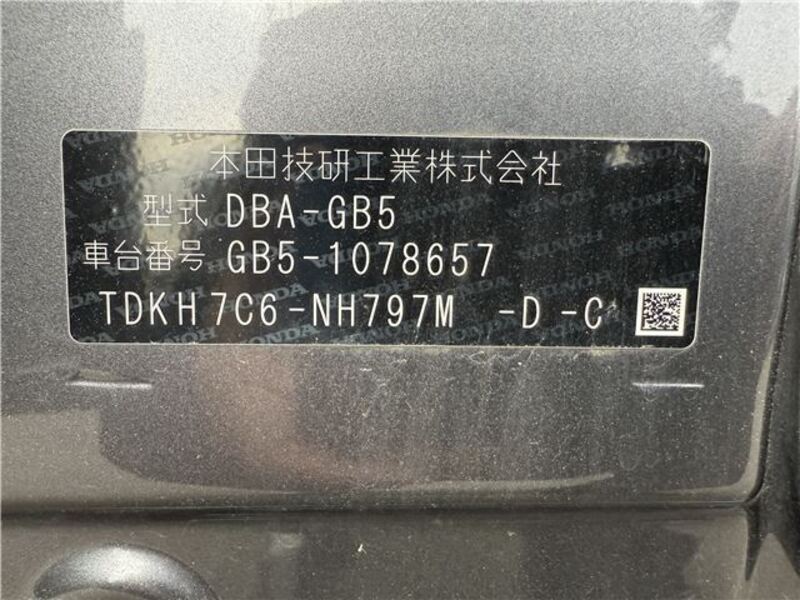 本田技研工業株式会社
型式 DBA-GB5
車台番号 GB5-1078657
TDKH7C6-NH797M -D -C